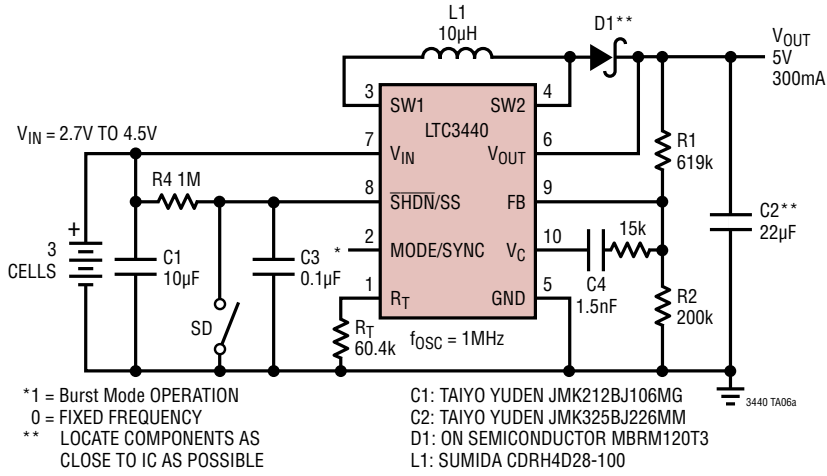 L1
10µH
D1**
VOUT
5V
300mA
3
SW1
SW2
4
LTC3440
VIN = 2.7V TO 4.5V
7
VIN
VOUT
6
R1
619k
R4 1M
8
SHDN/SS
FB
9
C2**
22µF
+
3
CELLS
C1
10µF
C3
0.1µF
*
2
MODE/SYNC
VC
10
15k
C4
1.5nF
SD
1
RT
GND
5
R2
200k
RT
60.4k
fOSC = 1MHz
3440 TA06a
*1 = Burst Mode OPERATION
0 = FIXED FREQUENCY
** LOCATE COMPONENTS AS
CLOSE TO IC AS POSSIBLE
C1: TAIYO YUDEN JMK212BJ106MG
C2: TAIYO YUDEN JMK325BJ226MM
D1: ON SEMICONDUCTOR MBRM120T3
L1: SUMIDA CDRH4D28-100